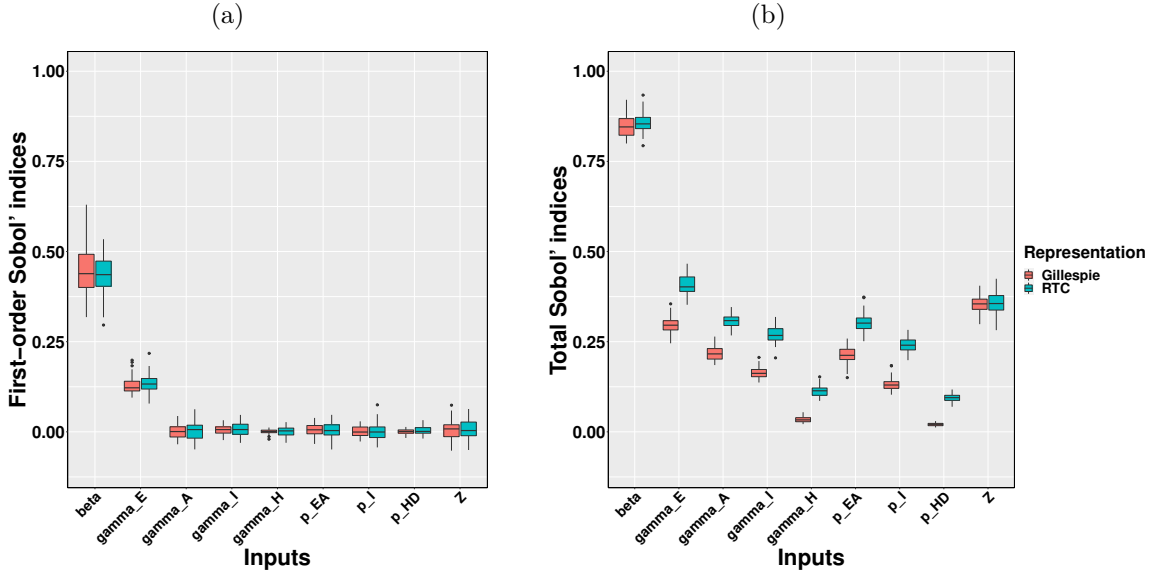 (a)
First−order Sobol' indices
1.00
0.75
0.50
0.25
0.00
beta
gamma_E
gamma_A
gamma_I
gamma_H
p_EA
p_I
p_HD
Z
Inputs
(b)
Total Sobol' indices
1.00
0.75
0.50
0.25
0.00
beta
gamma_E
gamma_A
gamma_I
gamma_H
p_EA
p_I
p_HD
Z
Inputs
Representation
Gillespie
RTC